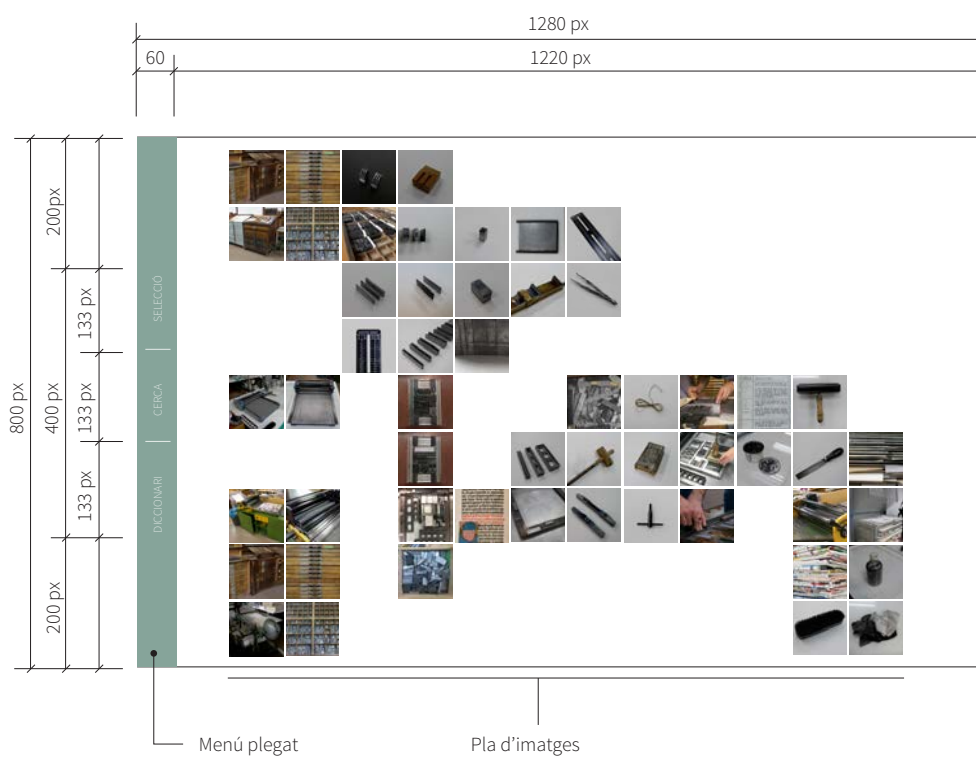 1280 px
60
1220 px
200px
133 px
133 px
133 px
400 px
800 px
200 px
SELECCIÓ
CERCA
DICCIONARI
Menú plegat
Pla d’imatges